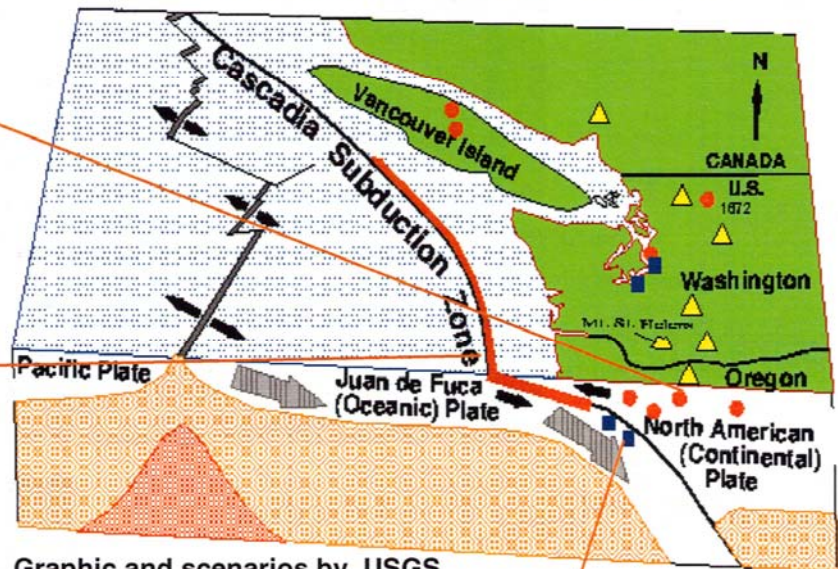 Cascadia Subduction Zone
Vancouver Island
N
CANADA
U.S.
1872
Washington
Mt. St. Helens
Oregon
Pacific Plate
Juan de Fuca
(Oceanic) Plate
North American
(Continental)
Plate
Graphic and scenarios by USGS